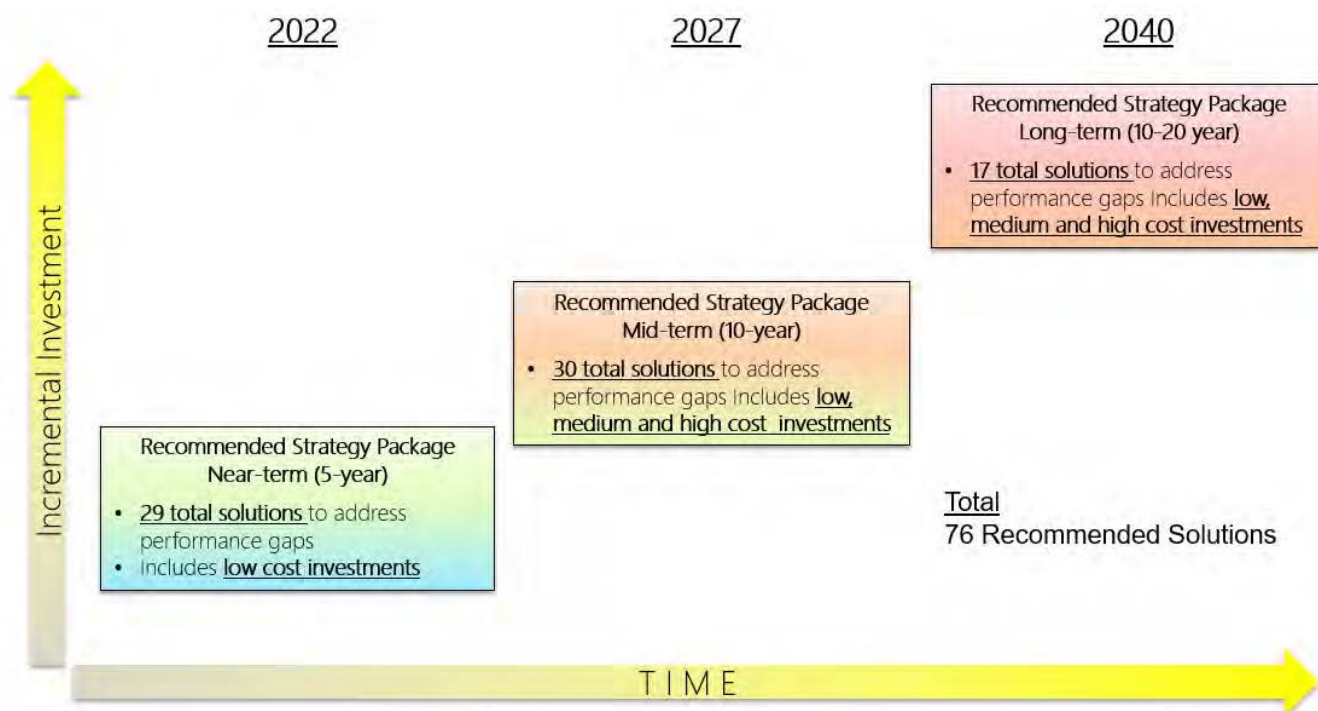 2022
2027
2040
Incremental Investment
Recommended Strategy Package
Long-term (10-20 year)
• 17 total solutions to address
performance gaps includes low,
medium and high cost investments
Recommended Strategy Package
Mid-term (10-year)
• 30 total solutions to address
performance gaps includes low,
medium and high cost investments
Recommended Strategy Package
Near-term (5-year)
• 29 total solutions to address
performance gaps
• Includes low cost investments
Total
76 Recommended Solutions
TIME